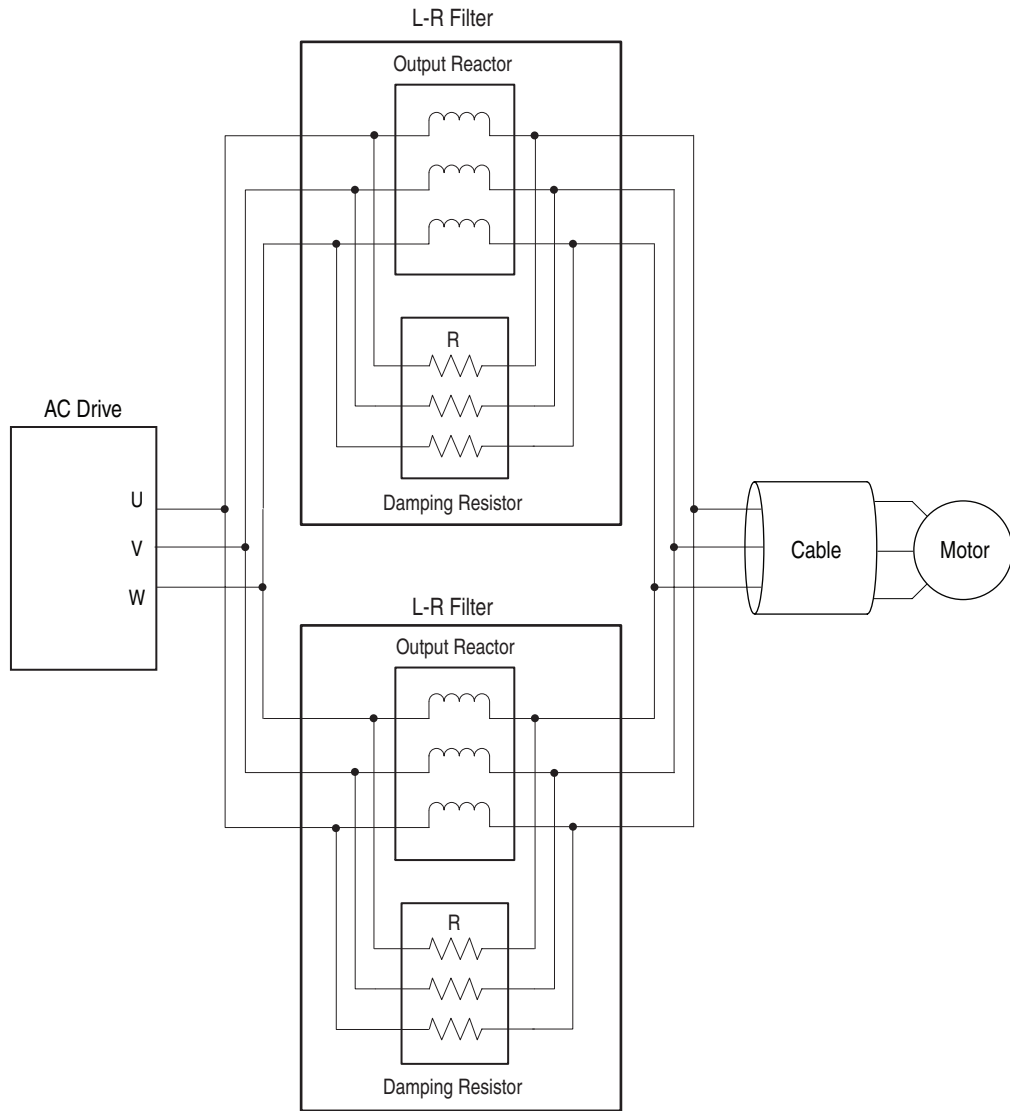 L-R Filter
Output Reactor
R
Damping Resistor
AC Drive
U
V
W
Cable
Motor
L-R Filter
Output Reactor
R
Damping Resistor